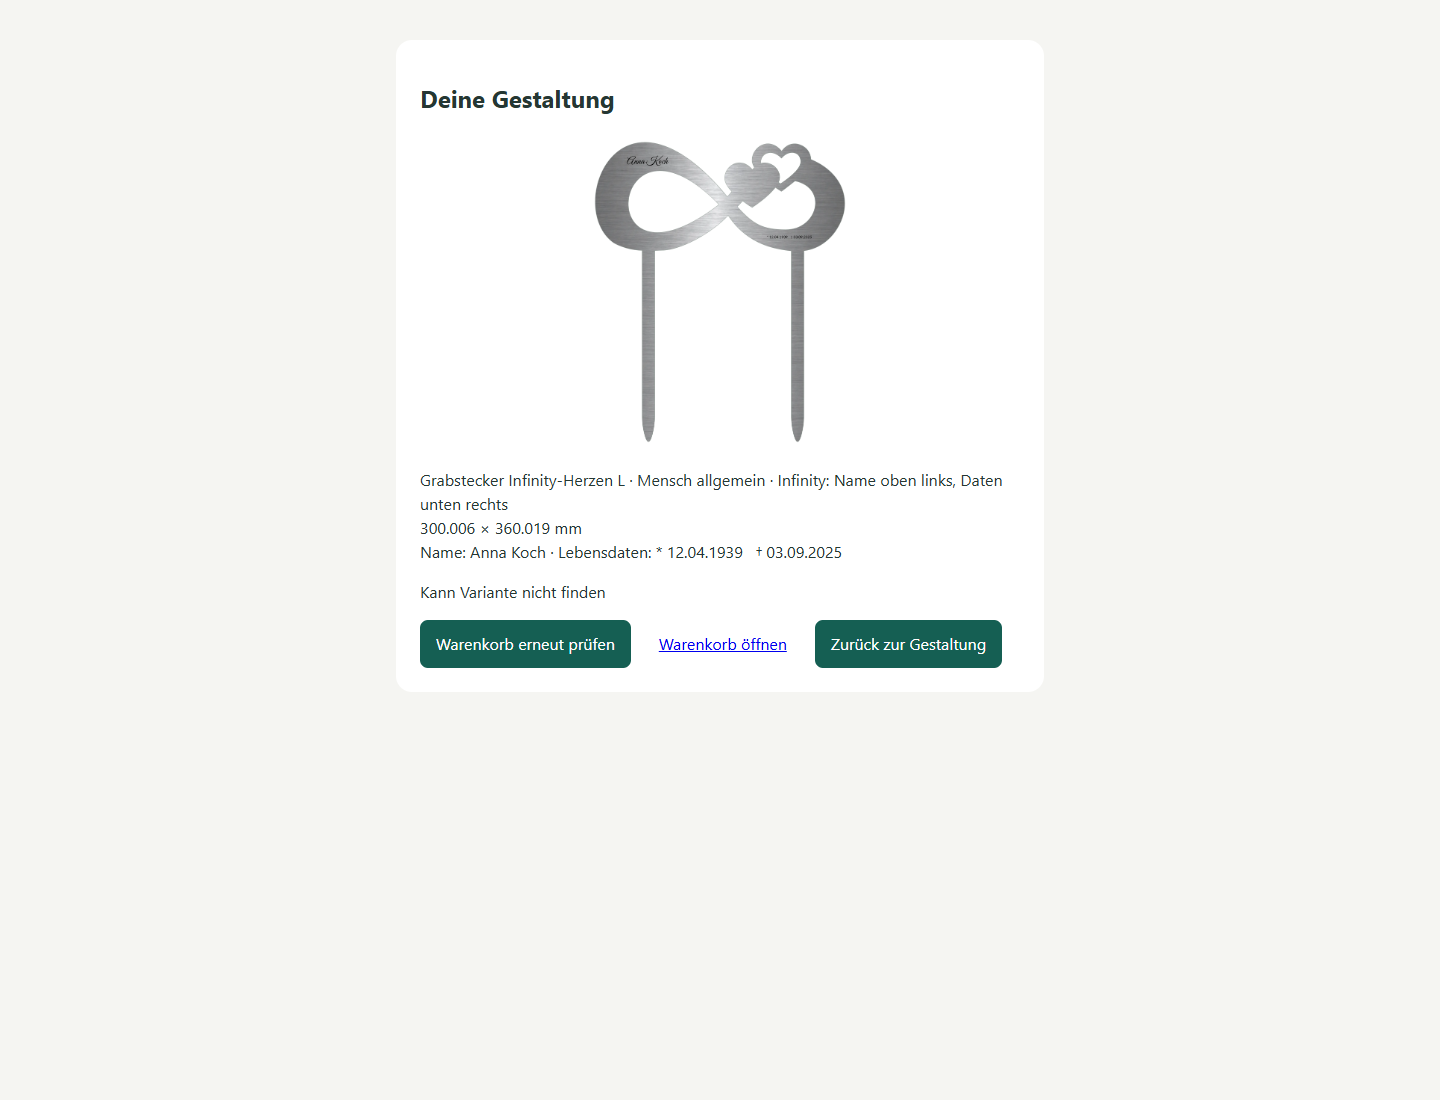 Deine Gestaltung
Anna Koch
Grabstecker Infinity-Herzen L · Mensch allgemein · Infinity: Name oben links, Daten
unten rechts
300.006 × 360.019 mm
Name: Anna Koch · Lebensdaten: * 12.04.1939   † 03.09.2025
Kann Variante nicht finden
Warenkorb erneut prüfen
Warenkorb öffnen
Zurück zur Gestaltung